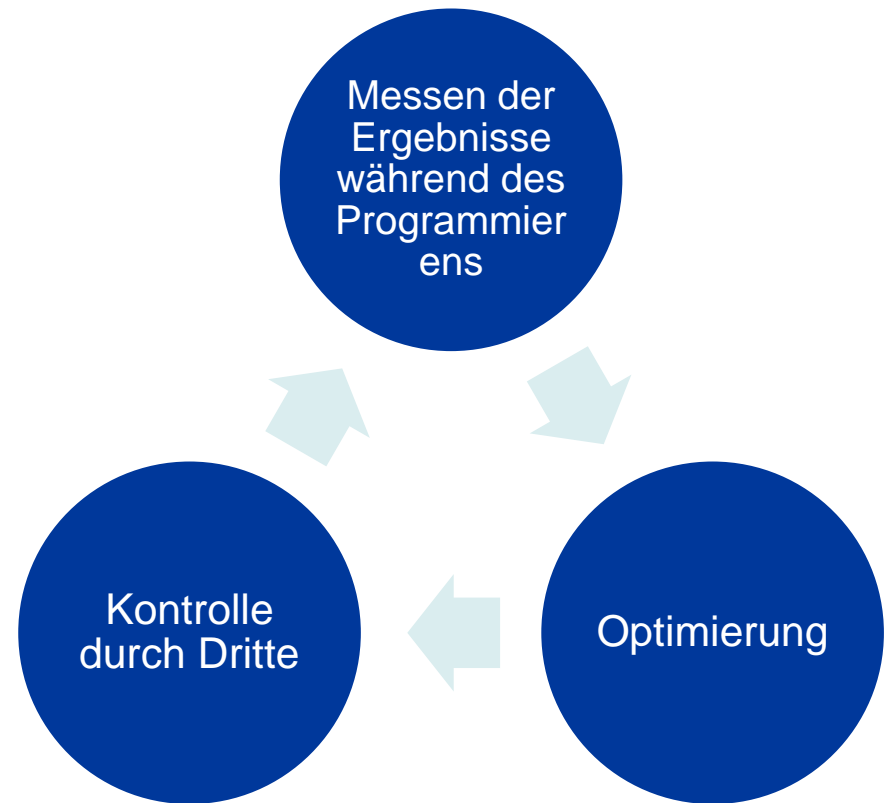 Messen der
Ergebnisse
während des
Programmier
ens
Kontrolle
durch Dritte
Optimierung